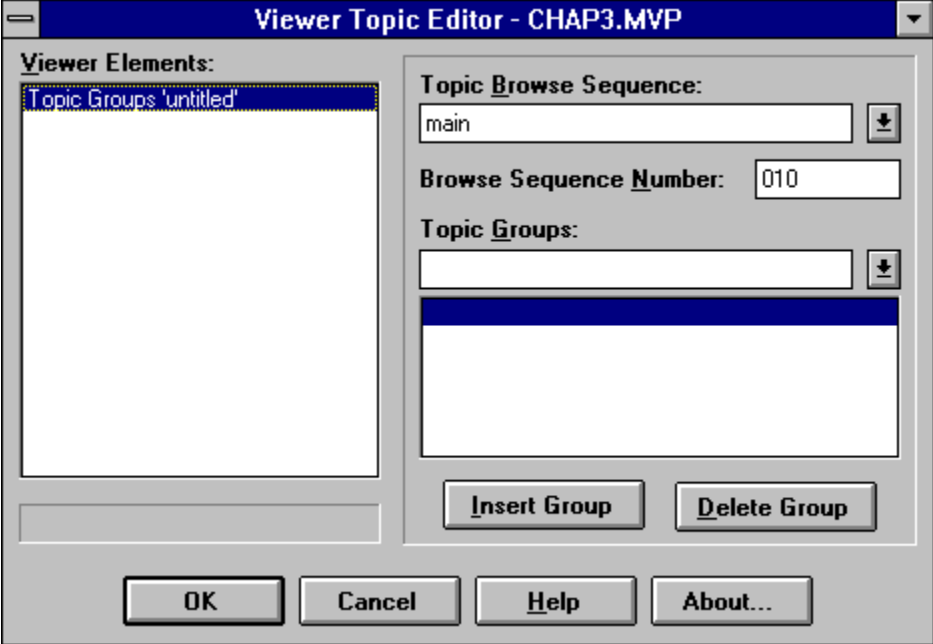 Viewer Topic Editor - CHAP3.MVP
Viewer Elements:
Topic Groups 'untitled'
Topic Browse Sequence:
main
Browse Sequence Number: 010
Topic Groups:
Insert Group Delete Group
OK Cancel Help About...